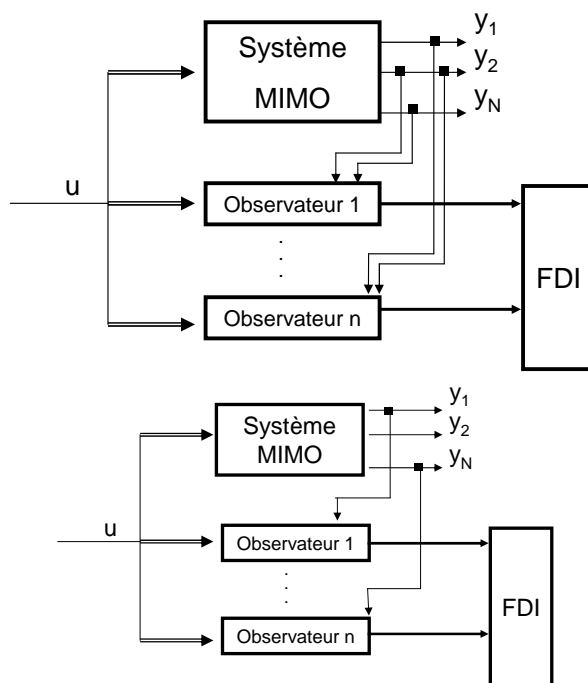 y1
Système
y2
MIMO
yN
u
Observateur 1
.
.
.
FDI
Observateur n
y1
Système
y2
MIMO
yN
u
Observateur 1
.
.
.
FDI
Observateur n